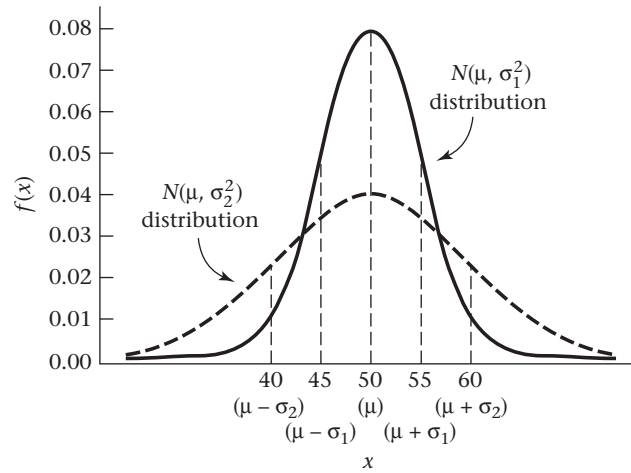 0.08
0.07
0.06
0.05
0.04
0.03
0.02
0.01
0.00
f(x)
N(μ, σ₁²)
distribution
N(μ, σ₂²)
distribution
40 45 50 55 60
(μ − σ₂) (μ) (μ + σ₂)
(μ − σ₁) (μ + σ₁)
x